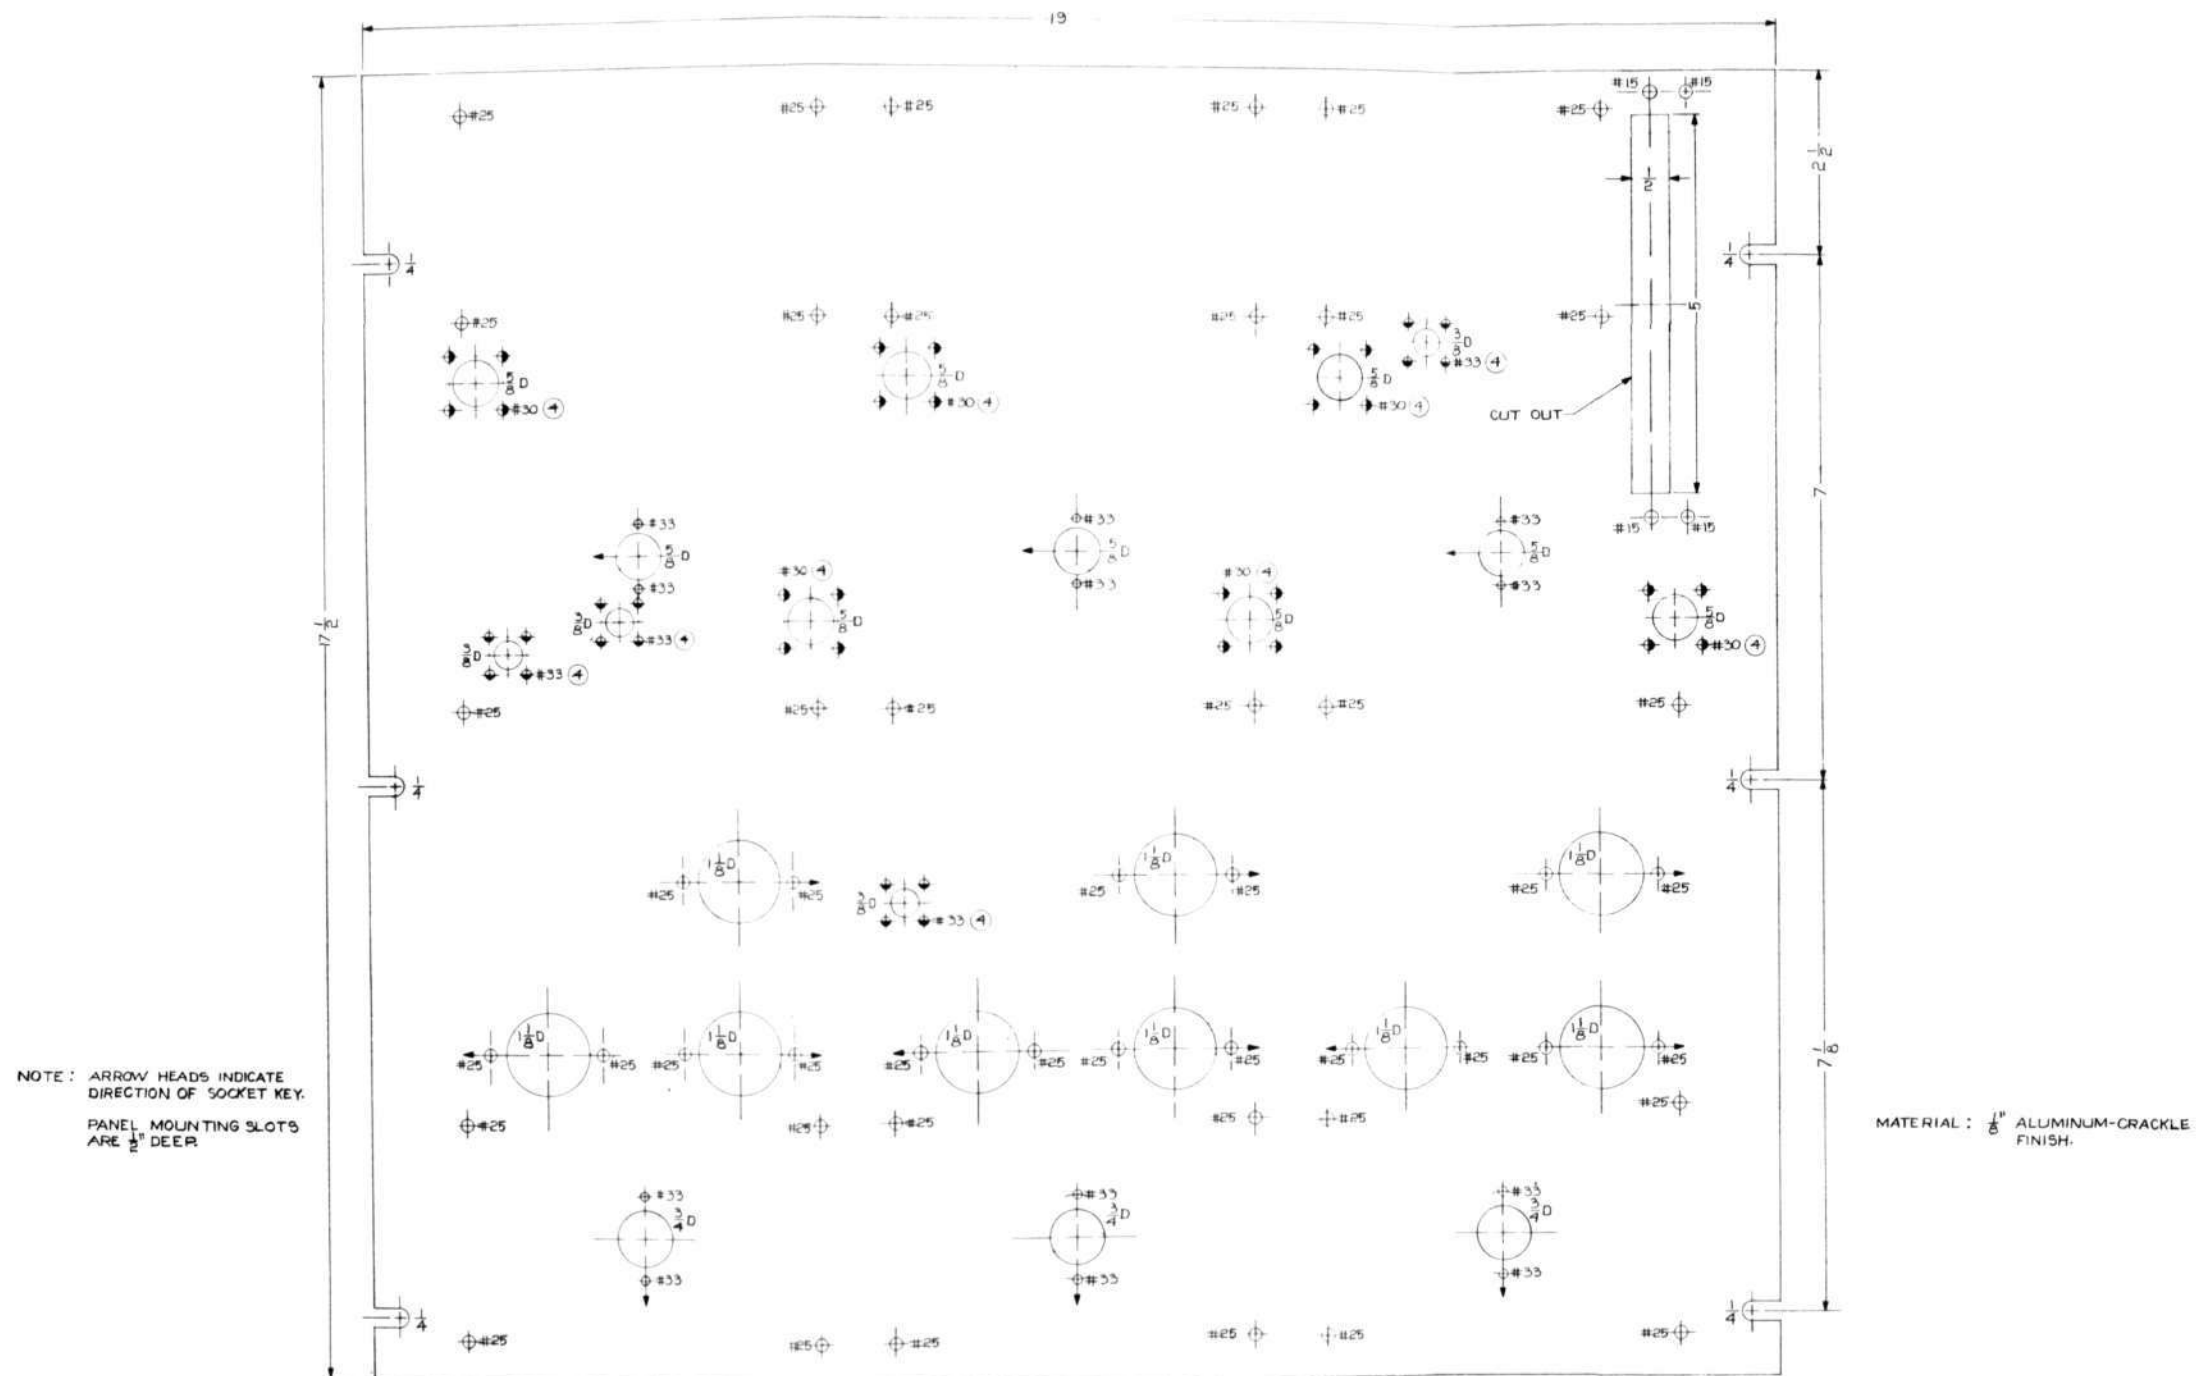 19
#15 #15
#25 #25 #25 #25 #25 #25
2 1/2
1/2
1/4 1/4
5
#25 #25 #25 #25 #25 #25
3/8 D
#33 4
5/8 D 5/8 D 5/8 D
#30 4 #30 4 #30 4
CUT OUT
7
#33 #33 #33
#15 #15
5/8 D 5/8 D 5/8 D
#33 #33 #33
#30 4 #30 4
3/8 D 5/8 D 5/8 D 5/8 D
#33 4 #30 4
17 1/2
3/8 D
#33 4
#25 #25 #25 #25 #25 #25
1/4 1/4
1 1/8 D 1 1/8 D 1 1/8 D
#25 #25 #25 #25 #25 #25
3/8 D
#33 4
1 1/8 D 1 1/8 D 1 1/8 D 1 1/8 D 1 1/8 D 1 1/8 D
#25 #25 #25 #25 #25 #25 #25 #25 #25 #25 #25 #25
7 1/8
NOTE: ARROW HEADS INDICATE
DIRECTION OF SOCKET KEY.
PANEL MOUNTING SLOTS
ARE 1/2" DEEP.
#25 #25 #25 #25 #25 #25
MATERIAL: 1/8" ALUMINUM-CRACKLE
FINISH.
#33 #33 #33
3/4 D 3/4 D 3/4 D
#33 #33 #33
1/4 1/4
#25 #25 #25 #25 #25 #25